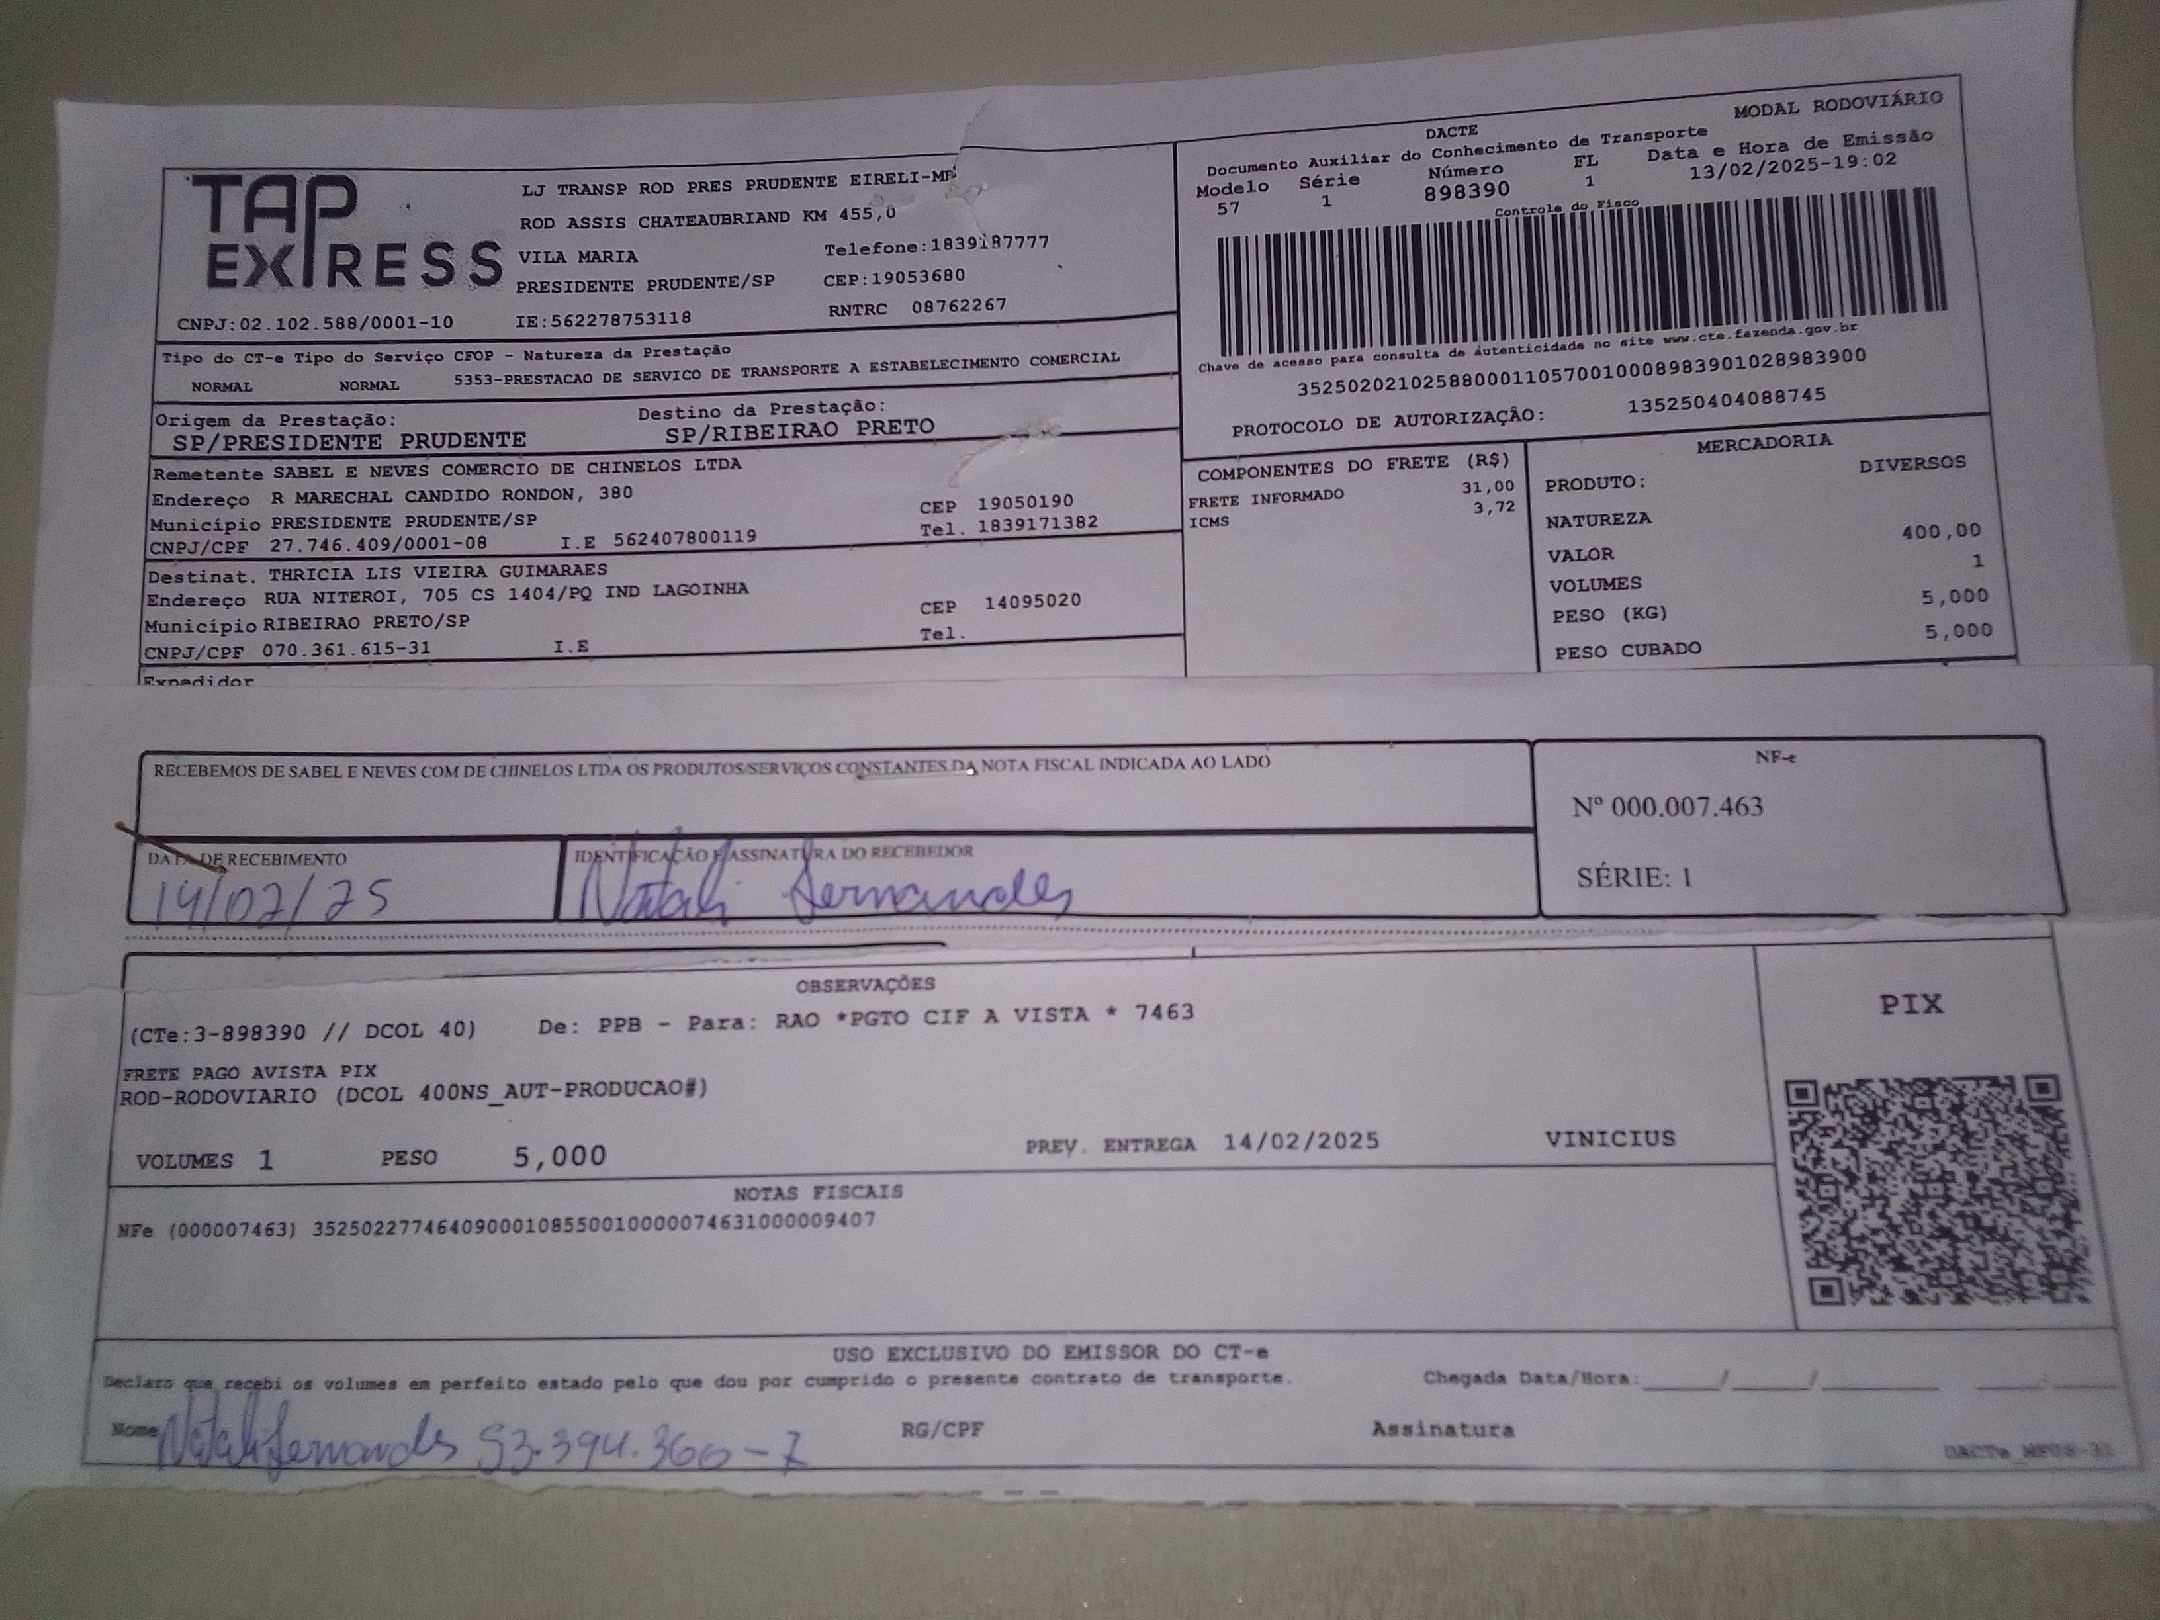 TAP
EXPRESS
LJ TRANSP ROD PRES PRUDENTE EIRELI-ME
ROD ASSIS CHATEAUBRIAND KM 455,0
VILA MARIA Telefone:1839187777
PRESIDENTE PRUDENTE/SP CEP:19053680
CNPJ:02.102.588/0001-10 IE:562278753118 RNTRC 08762267
DACTE MODAL RODOVIÁRIO
Documento Auxiliar do Conhecimento de Transporte
Modelo Série Número FL Data e Hora de Emissão
57 1 898390 1 13/02/2025-19:02
Controle do Fisco
Chave de acesso para consulta de autenticidade no site www.cte.fazenda.gov.br
35250202102588000110570010008983901028983900
PROTOCOLO DE AUTORIZAÇÃO: 135250404088745
Tipo do CT-e Tipo do Serviço CFOP - Natureza da Prestação
NORMAL NORMAL 5353-PRESTACAO DE SERVICO DE TRANSPORTE A ESTABELECIMENTO COMERCIAL
Origem da Prestação: Destino da Prestação:
SP/PRESIDENTE PRUDENTE SP/RIBEIRAO PRETO
Remetente SABEL E NEVES COMERCIO DE CHINELOS LTDA
Endereço R MARECHAL CANDIDO RONDON, 380 CEP 19050190
Município PRESIDENTE PRUDENTE/SP Tel. 1839171382
CNPJ/CPF 27.746.409/0001-08 I.E 562407800119
Destinat. THRICIA LIS VIEIRA GUIMARAES
Endereço RUA NITEROI, 705 CS 1404/PQ IND LAGOINHA CEP 14095020
Município RIBEIRAO PRETO/SP Tel.
CNPJ/CPF 070.361.615-31 I.E
Expedidor
COMPONENTES DO FRETE (R$)
FRETE INFORMADO 31,00
ICMS 3,72
MERCADORIA
PRODUTO: DIVERSOS
NATUREZA
VALOR 400,00
VOLUMES 1
PESO (KG) 5,000
PESO CUBADO 5,000
RECEBEMOS DE SABEL E NEVES COM DE CHINELOS LTDA OS PRODUTOS/SERVIÇOS CONSTANTES DA NOTA FISCAL INDICADA AO LADO
NF-e
Nº 000.007.463
SÉRIE: 1
DATA DE RECEBIMENTO IDENTIFICAÇÃO E ASSINATURA DO RECEBEDOR
14/02/25 Natali Fernandes
OBSERVAÇÕES
(CTe:3-898390 // DCOL 40) De: PPB - Para: RAO *PGTO CIF A VISTA * 7463
FRETE PAGO AVISTA PIX
ROD-RODOVIARIO (DCOL 400NS_AUT-PRODUCAO#)
VOLUMES 1 PESO 5,000 PREV. ENTREGA 14/02/2025 VINICIUS
PIX
NOTAS FISCAIS
NFe (000007463) 35250227746409000108550010000074631000009407
USO EXCLUSIVO DO EMISSOR DO CT-e
Declaro que recebi os volumes em perfeito estado pelo que dou por cumprido o presente contrato de transporte. Chegada Data/Hora:_____/_____/_______ ___:___
Nome Natali Fernandes 53.394.360-7 RG/CPF Assinatura